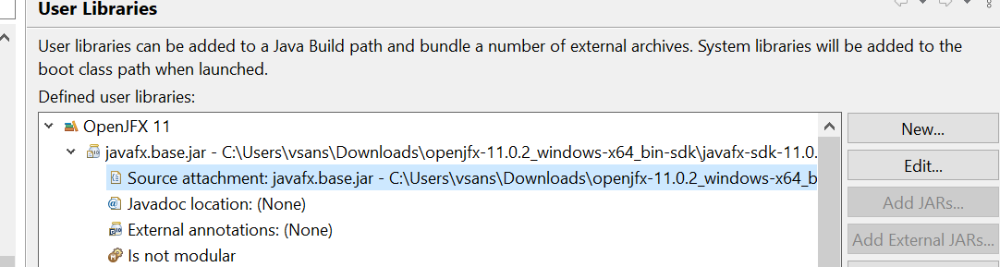 User Libraries
User libraries can be added to a Java Build path and bundle a number of external archives. System libraries will be added to the
boot class path when launched.
Defined user libraries:
OpenJFX 11
New...
javafx.base.jar - C:\Users\vsans\Downloads\openjfx-11.0.2_windows-x64_bin-sdk\javafx-sdk-11.0.
Edit...
Source attachment: javafx.base.jar - C:\Users\vsans\Downloads\openjfx-11.0.2_windows-x64_b
Javadoc location: (None)
Add JARs...
External annotations: (None)
Add External JARs...
Is not modular